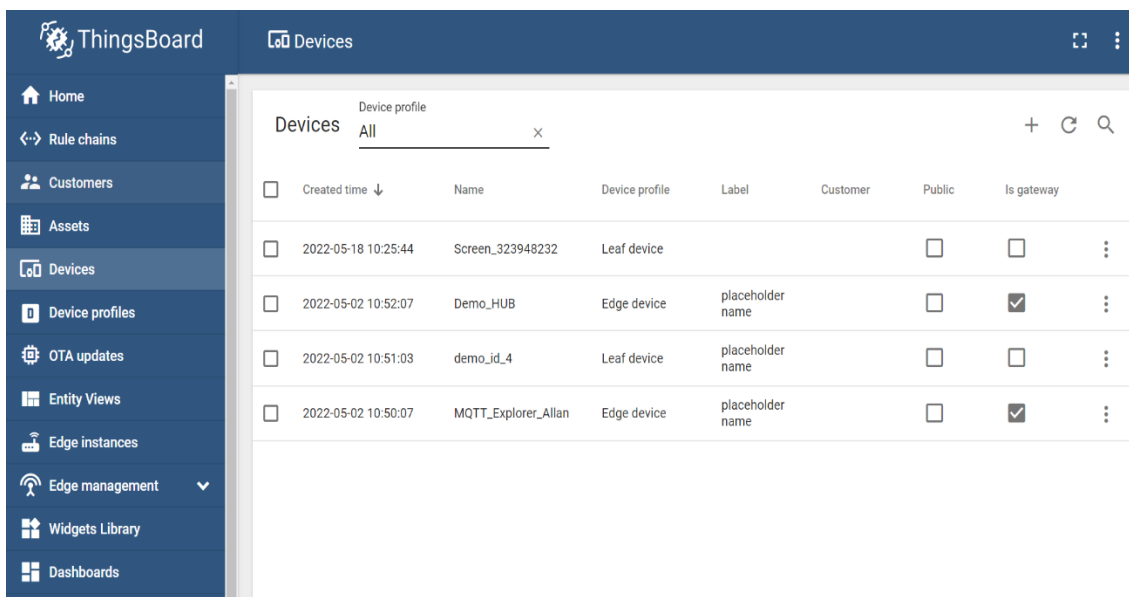 ThingsBoard
Devices
Home
Rule chains
Customers
Assets
Devices
Device profiles
OTA updates
Entity Views
Edge instances
Edge management
Widgets Library
Dashboards
Device profile
Devices All
Created time Name Device profile Label Customer Public Is gateway
2022-05-18 10:25:44 Screen_323948232 Leaf device
2022-05-02 10:52:07 Demo_HUB Edge device placeholder
name
2022-05-02 10:51:03 demo_id_4 Leaf device placeholder
name
2022-05-02 10:50:07 MQTT_Explorer_Allan Edge device placeholder
name